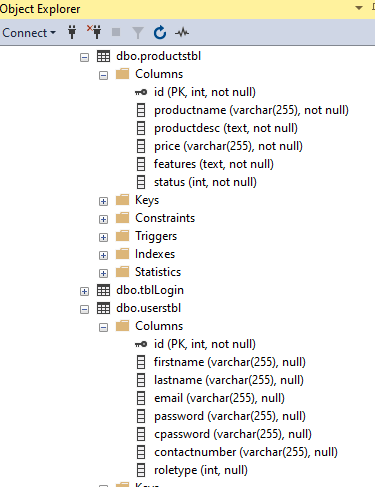 Object Explorer
Connect
dbo.productstbl
Columns
id (PK, int, not null)
productname (varchar(255), not null)
productdesc (text, not null)
price (varchar(255), not null)
features (text, not null)
status (int, not null)
Keys
Constraints
Triggers
Indexes
Statistics
dbo.tblLogin
dbo.userstbl
Columns
id (PK, int, not null)
firstname (varchar(255), null)
lastname (varchar(255), null)
email (varchar(255), null)
password (varchar(255), null)
cpassword (varchar(255), null)
contactnumber (varchar(255), null)
roletype (int, null)
Keys